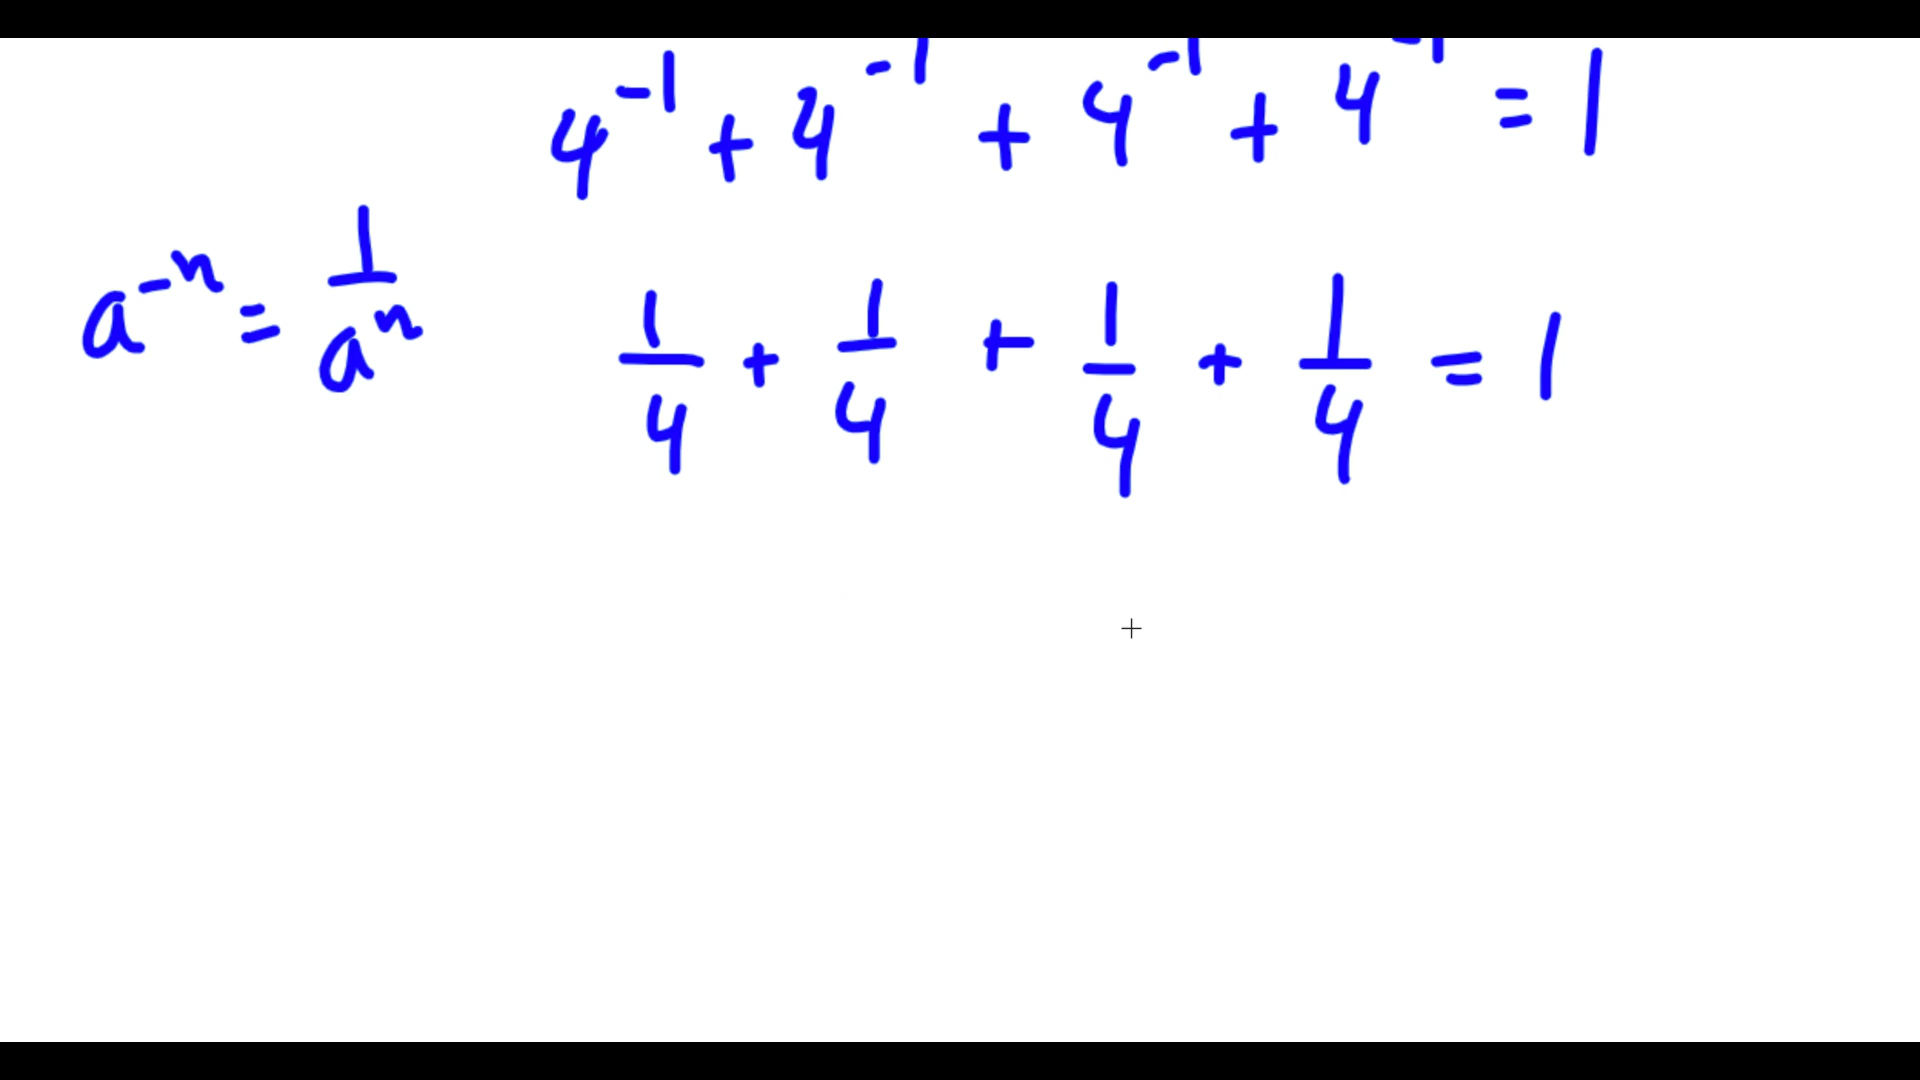 4⁻¹ + 4⁻¹ + 4⁻¹ + 4⁻¹ = 1
a⁻ⁿ = 1/aⁿ
1/4 + 1/4 + 1/4 + 1/4 = 1